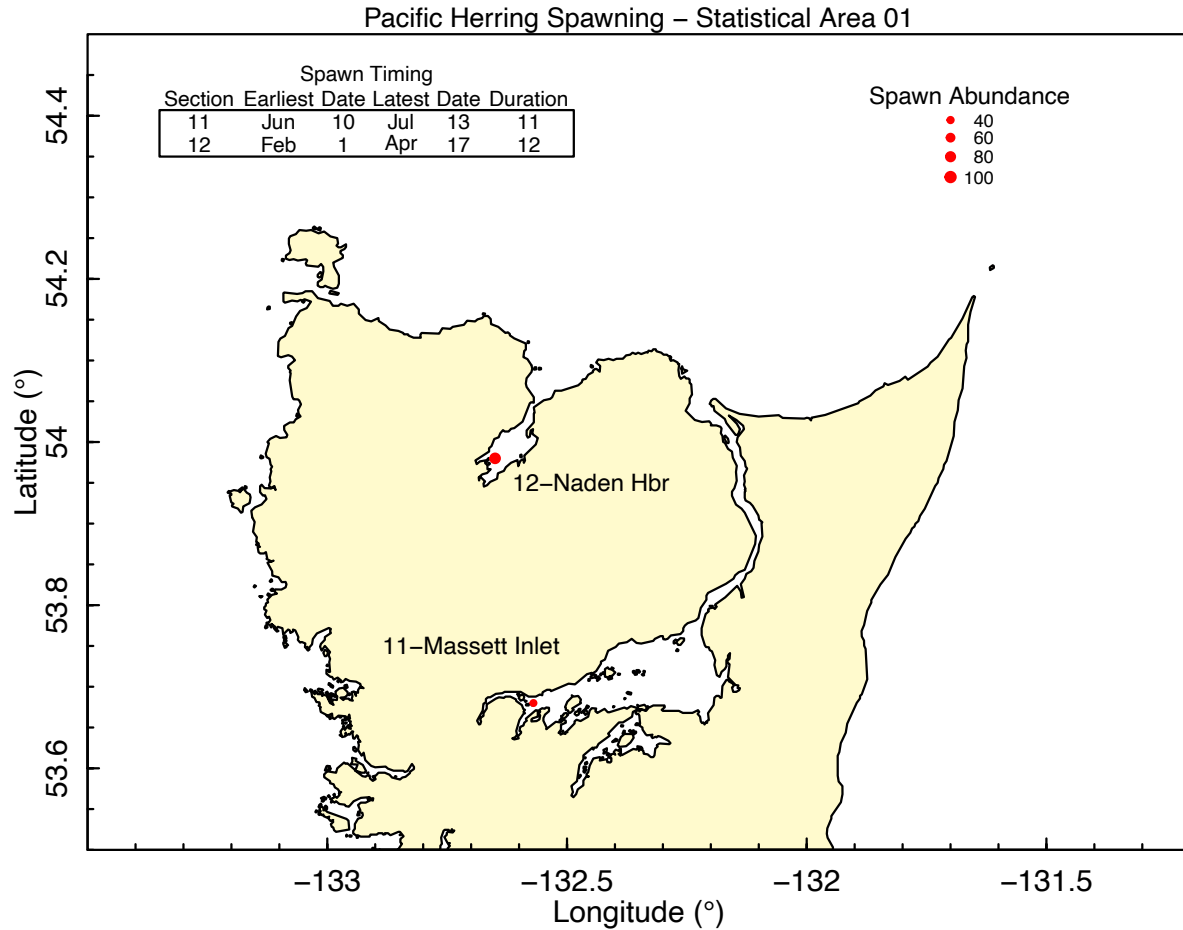 Pacific Herring Spawning − Statistical Area 01
Spawn Timing
Section Earliest Date Latest Date Duration
11 Jun 10 Jul 13 11
12 Feb 1 Apr 17 12
Spawn Abundance
40
60
80
100
54.4
54.2
54
53.8
53.6
Latitude (°)
12−Naden Hbr
11−Massett Inlet
−133 −132.5 −132 −131.5
Longitude (°)